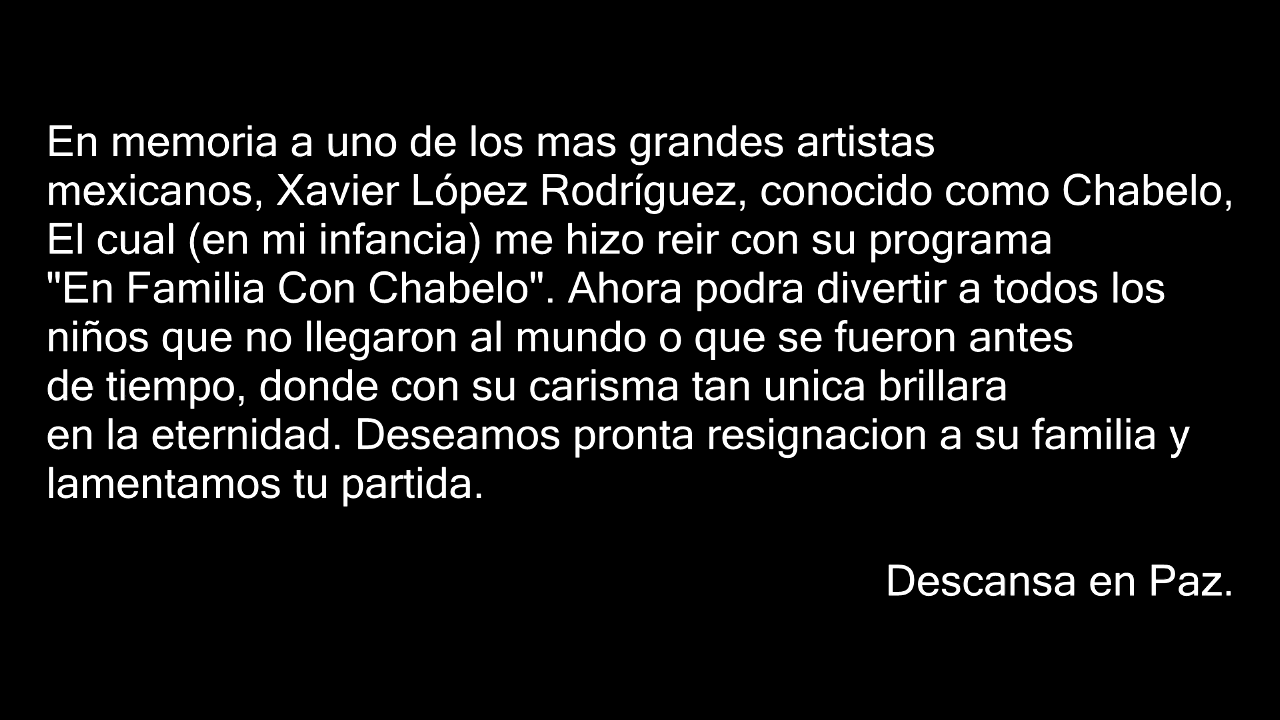 En memoria a uno de los mas grandes artistas
mexicanos, Xavier López Rodríguez, conocido como Chabelo,
El cual (en mi infancia) me hizo reir con su programa
"En Familia Con Chabelo". Ahora podra divertir a todos los
niños que no llegaron al mundo o que se fueron antes
de tiempo, donde con su carisma tan unica brillara
en la eternidad. Deseamos pronta resignacion a su familia y
lamentamos tu partida.
Descansa en Paz.